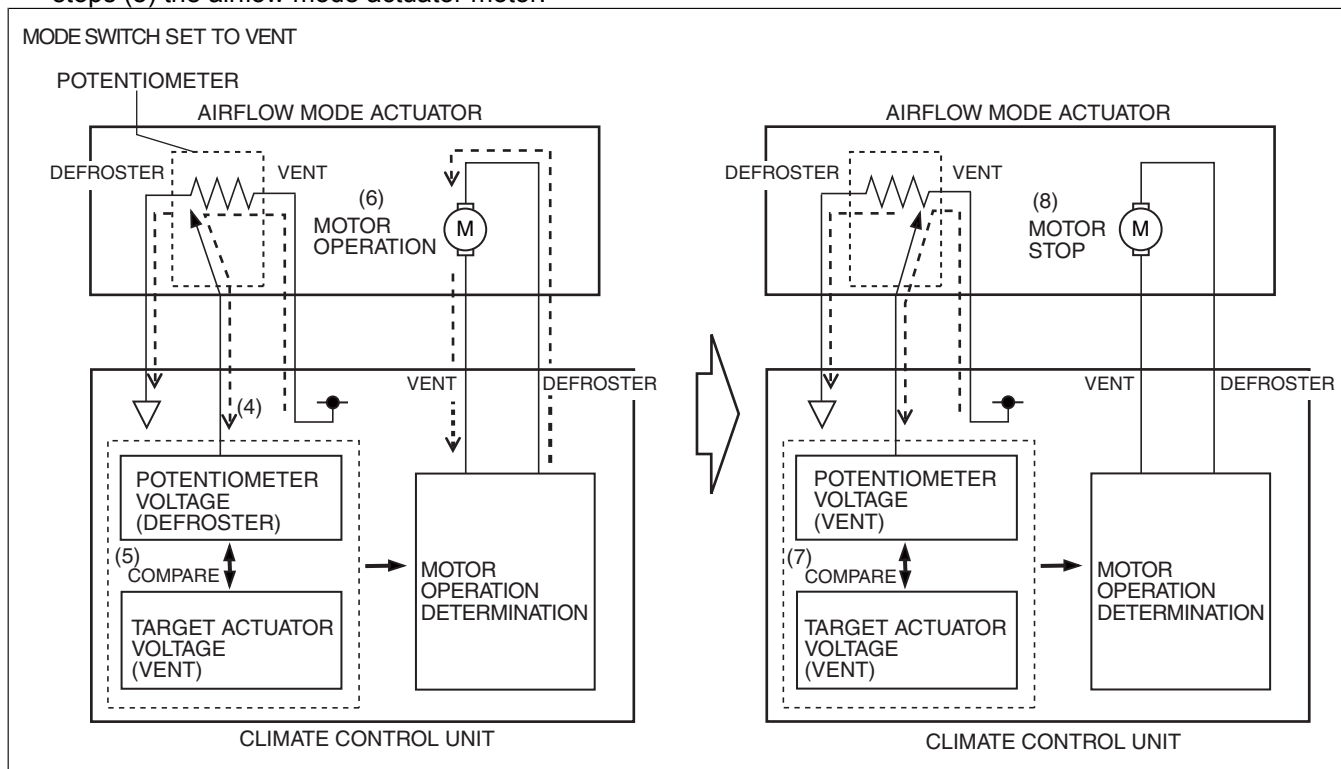 stops (8) the airflow mode actuator motor.
MODE SWITCH SET TO VENT
POTENTIOMETER
AIRFLOW MODE ACTUATOR
DEFROSTER
VENT
(6)
MOTOR
OPERATION
M
(4)
VENT
DEFROSTER
POTENTIOMETER
VOLTAGE
(DEFROSTER)
(5)
COMPARE
TARGET ACTUATOR
VOLTAGE
(VENT)
MOTOR
OPERATION
DETERMINATION
CLIMATE CONTROL UNIT
AIRFLOW MODE ACTUATOR
DEFROSTER
VENT
(8)
MOTOR
STOP
M
VENT
DEFROSTER
POTENTIOMETER
VOLTAGE
(VENT)
(7)
COMPARE
TARGET ACTUATOR
VOLTAGE
(VENT)
MOTOR
OPERATION
DETERMINATION
CLIMATE CONTROL UNIT